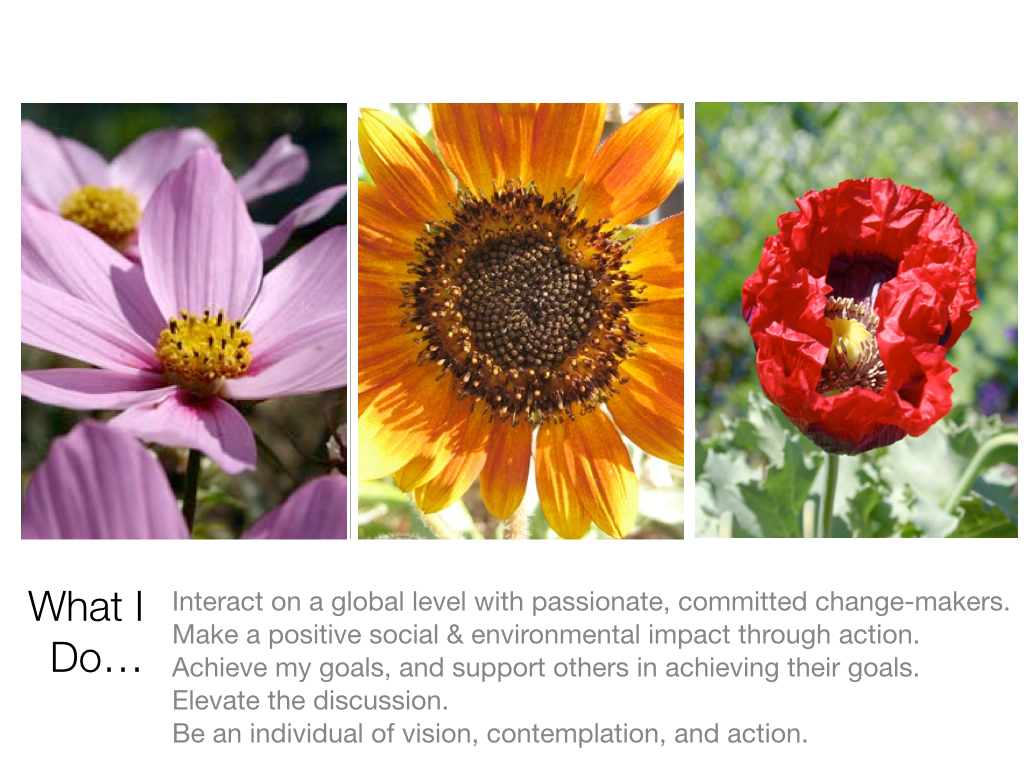 What I
Do…
Interact on a global level with passionate, committed change-makers.
Make a positive social & environmental impact through action.
Achieve my goals, and support others in achieving their goals.
Elevate the discussion.
Be an individual of vision, contemplation, and action.